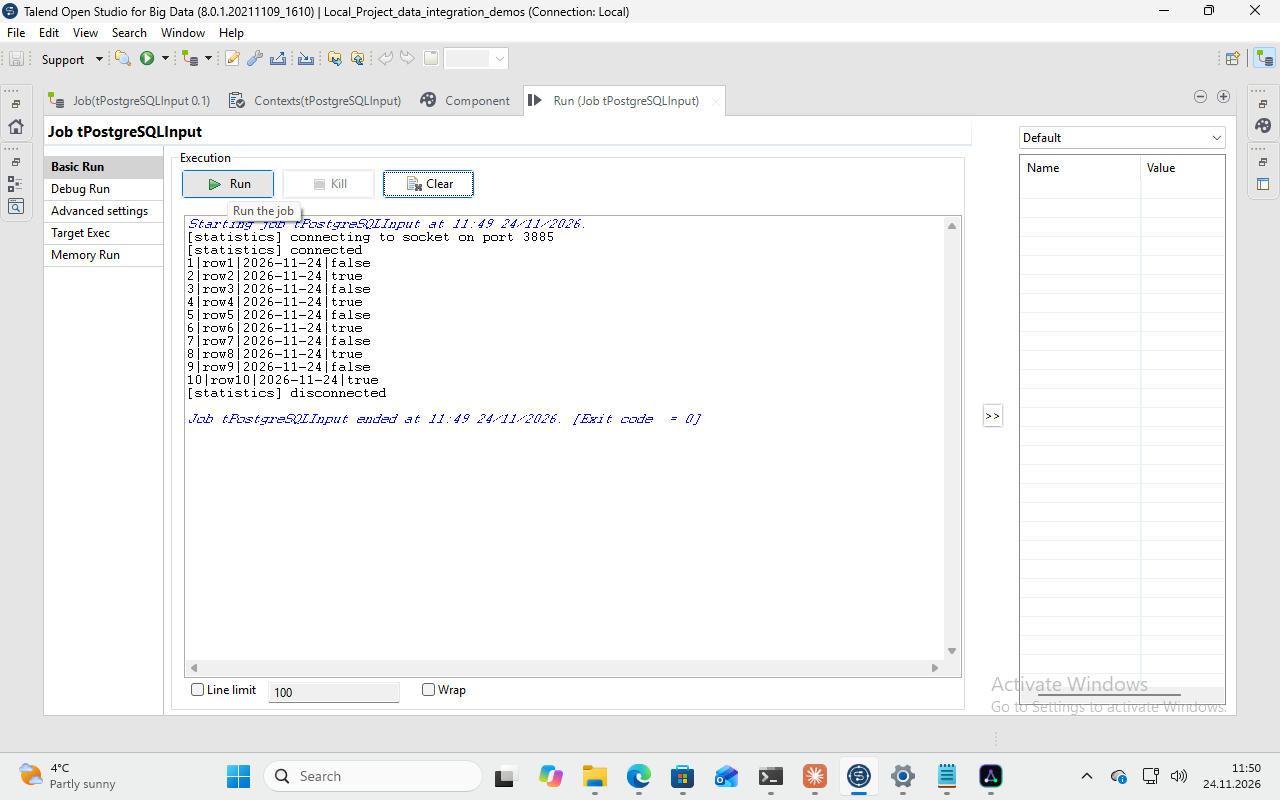 Talend Open Studio for Big Data (8.0.1.20211109_1610) | Local_Project_data_integration_demos (Connection: Local)
File Edit View Search Window Help
Support
Job(tPostgreSQLInput 0.1) Contexts(tPostgreSQLInput) Component Run (Job tPostgreSQLInput)
Job tPostgreSQLInput
Default
Execution
Basic Run
Debug Run
Advanced settings
Target Exec
Memory Run
Run Kill Clear
Run the job
Name Value
Starting job tPostgreSQLInput at 11:49 24/11/2026.
[statistics] connecting to socket on port 3885
[statistics] connected
1|row1|2026-11-24|false
2|row2|2026-11-24|true
3|row3|2026-11-24|false
4|row4|2026-11-24|true
5|row5|2026-11-24|false
6|row6|2026-11-24|true
7|row7|2026-11-24|false
8|row8|2026-11-24|true
9|row9|2026-11-24|false
10|row10|2026-11-24|true
[statistics] disconnected
Job tPostgreSQLInput ended at 11:49 24/11/2026. [Exit code  = 0]
>>
Line limit 100 Wrap
Activate Windows
Go to Settings to activate Windows.
4°C
Partly sunny
Search
11:50
24.11.2026